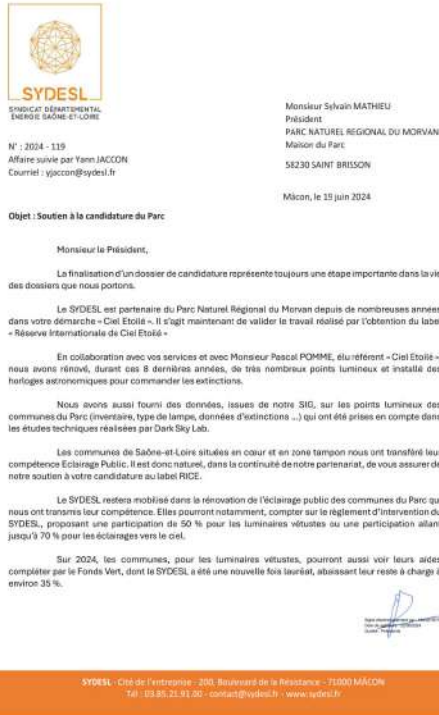 SYDESL
SYNDICAT DÉPARTEMENTAL
ÉNERGIE SAÔNE-ET-LOIRE
N° : 2024 - 119
Affaire suivie par Yann JACCON
Courriel : yjaccon@sydesl.fr
Monsieur Sylvain MATHIEU
Président
PARC NATUREL REGIONAL DU MORVAN
Maison du Parc
58230 SAINT BRISSON
Mâcon, le 19 juin 2024
Objet : Soutien à la candidature du Parc
Monsieur le Président,
La finalisation d'un dossier de candidature représente toujours une étape importante dans la vie
des dossiers que nous portons.
Le SYDESL est partenaire du Parc Naturel Régional du Morvan depuis de nombreuses années
dans votre démarche « Ciel Etoilé ». Il s'agit maintenant de valider le travail réalisé par l'obtention du label
« Réserve Internationale de Ciel Etoilé »
En collaboration avec vos services et avec Monsieur Pascal POMME, élu référent « Ciel Etoilé »
nous avons rénové, durant ces 8 dernières années, de très nombreux points lumineux et installé des
horloges astronomiques pour commander les extinctions.
Nous avons aussi fourni des données, issues de notre SIG, sur les points lumineux des
communes du Parc (inventaire, type de lampe, données d'extinctions ...) qui ont été prises en compte dans
les études techniques réalisées par Dark Sky Lab.
Les communes de Saône-et-Loire situées en cœur et en zone tampon nous ont transféré leur
compétence Eclairage Public. Il est donc naturel, dans la continuité de notre partenariat, de vous assurer de
notre soutien à votre candidature au label RICE.
Le SYDESL restera mobilisé dans la rénovation de l'éclairage public des communes du Parc qui
nous ont transmis leur compétence. Elles pourront notamment, compter sur le règlement d'intervention du
SYDESL, proposant une participation de 50 % pour les luminaires vétustes ou une participation allant
jusqu'à 70 % pour les éclairages vers le ciel.
Sur 2024, les communes, pour les luminaires vétustes, pourront aussi voir leurs aides
compléter par le Fonds Vert, dont le SYDESL a été une nouvelle fois lauréat, abaissant leur reste à charge à
environ 35 %.
SYDESL - Cité de l'entreprise - 200, Boulevard de la Résistance - 71000 MÂCON
Tél : 03.85.21.91.00 - contact@sydesl.fr - www.sydesl.fr